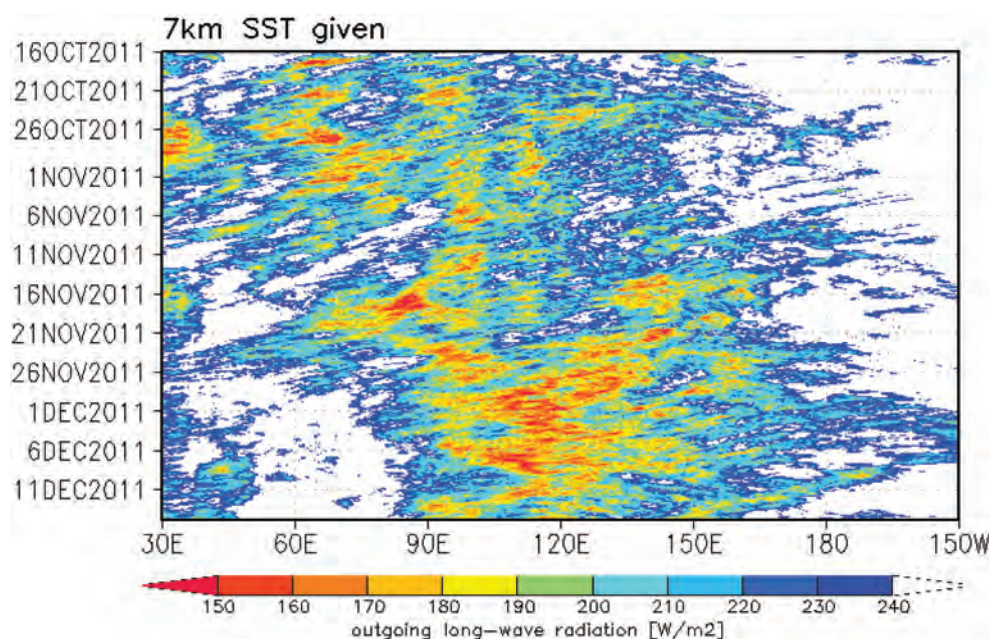 7km SST given
16OCT2011
21OCT2011
26OCT2011
1NOV2011
6NOV2011
11NOV2011
16NOV2011
21NOV2011
26NOV2011
1DEC2011
6DEC2011
11DEC2011
30E 60E 90E 120E 150E 180 150W
150 160 170 180 190 200 210 220 230 240
outgoing long-wave radiation [W/m2]